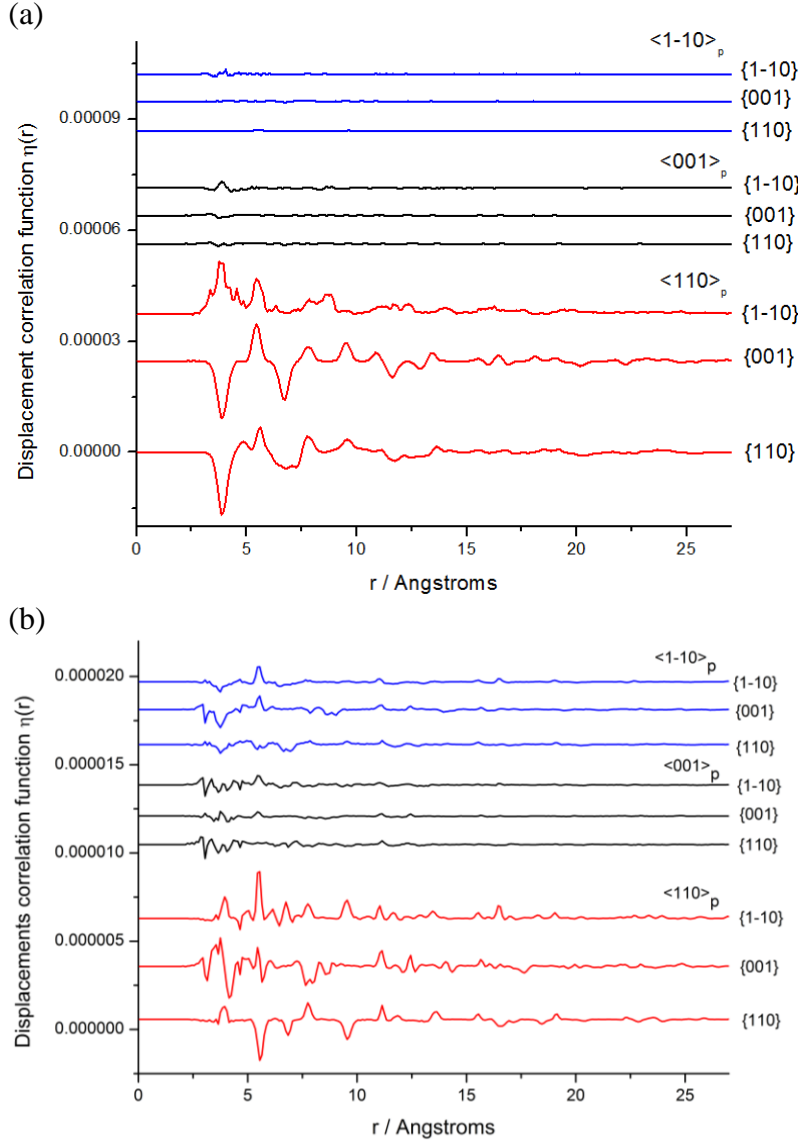 (a)
<1-10>p
{1-10}
{001}
{110}
<001>p
{1-10}
{001}
{110}
<110>p
{1-10}
{001}
{110}
0.00009
0.00006
0.00003
0.00000
Displacement correlation function η(r)
0 5 10 15 20 25
r / Angstroms
(b)
<1-10>p
{1-10}
{001}
{110}
<001>p
{1-10}
{001}
{110}
<110>p
{1-10}
{001}
{110}
0.000020
0.000015
0.000010
0.000005
0.000000
Displacements correlation function η(r)
0 5 10 15 20 25
r / Angstroms